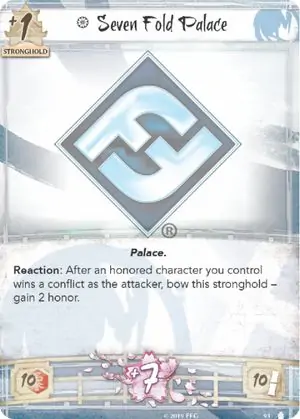 +1
Seven Fold Palace
STRONGHOLD
®
Palace.
Reaction: After an honored character you control
wins a conflict as the attacker, bow this stronghold –
gain 2 honor.
+7
10
10
© 2019 FFG